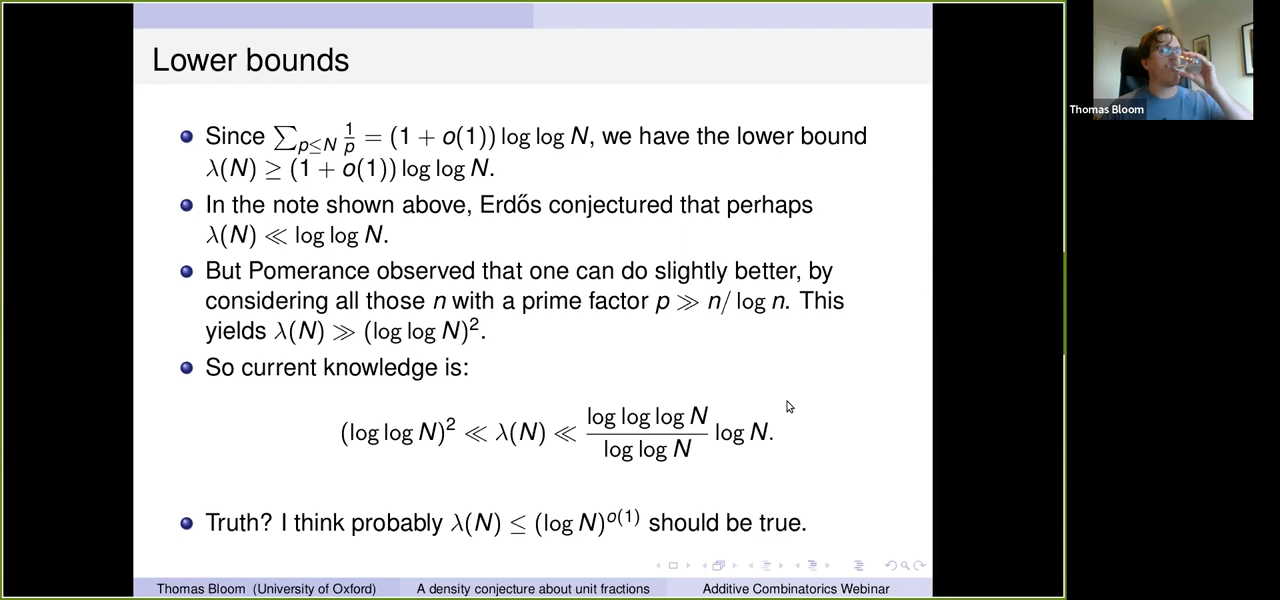 Lower bounds
Thomas Bloom
Since ∑_{p≤N} 1/p = (1 + o(1)) log log N, we have the lower bound
λ(N) ≥ (1 + o(1)) log log N.
In the note shown above, Erdős conjectured that perhaps
λ(N) ≪ log log N.
But Pomerance observed that one can do slightly better, by
considering all those n with a prime factor p ≫ n/ log n. This
yields λ(N) ≫ (log log N)².
So current knowledge is:
(log log N)² ≪ λ(N) ≪ (log log log N)/(log log N) log N.
Truth? I think probably λ(N) ≤ (log N)^{o(1)} should be true.
Thomas Bloom (University of Oxford) A density conjecture about unit fractions Additive Combinatorics Webinar